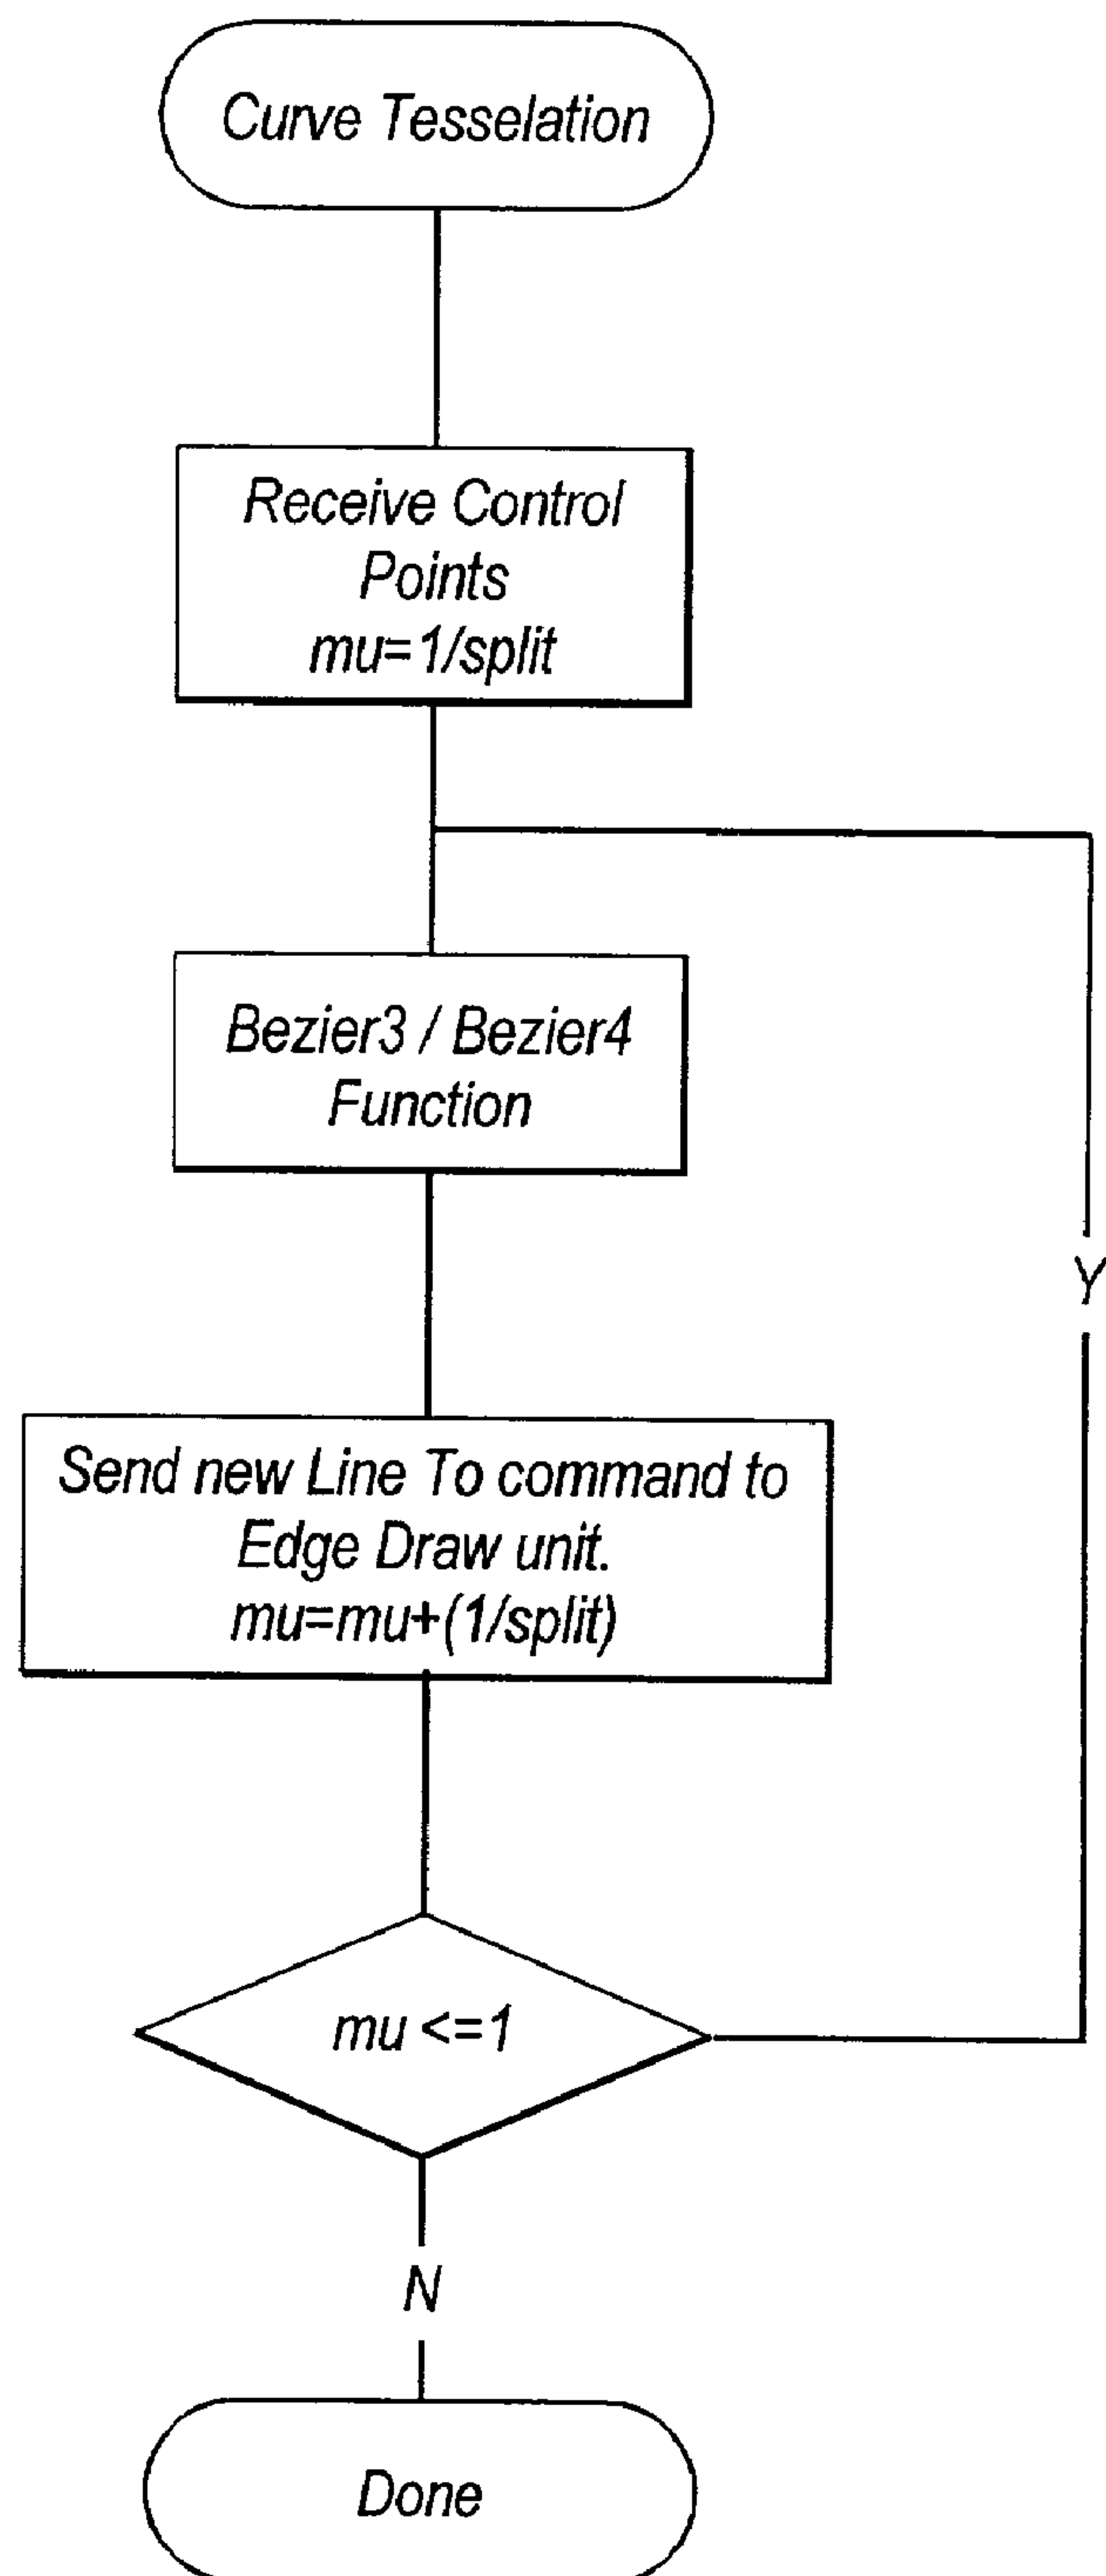 Curve Tesselation
Receive Control
Points
mu=1/split
Bezier3 / Bezier4
Function
Y
Send new Line To command to
Edge Draw unit.
mu=mu+(1/split)
mu <=1
N
Done